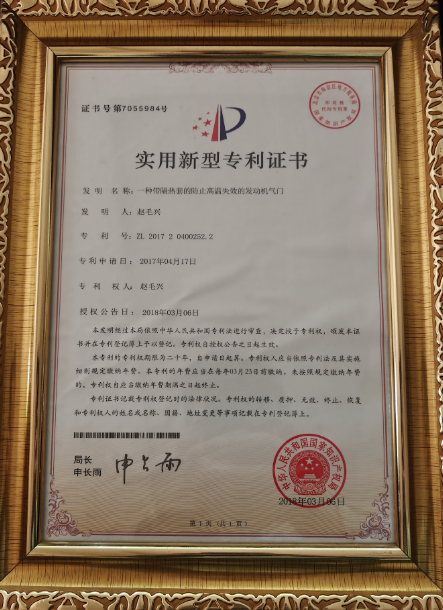 证书号第7055984号
实用新型专利证书
发明名称：一种带隔热套的防止高温失效的发动机气门
发明人：赵毛兴
专利号：ZL 2017 2 0400252.2
专利申请日：2017年04月17日
专利权人：赵毛兴
授权公告日：2018年03月06日
本发明经过本局依照中华人民共和国专利法进行审查，决定授予专利权，颁发本证
书并在专利登记簿上予以登记。专利权自授权公告之日起生效。
本专利的专利权期限为二十年，自申请日起算。专利权人应当依照专利法及其实施
细则规定缴纳年费。本专利的年费应当在每年03月23日前缴纳。未按照规定缴纳年费
的，专利权自应当缴纳年费期满之日起终止。
专利证书记载专利权登记时的法律状况。专利权的转移、质押、无效、终止、恢
复和专利权人的姓名或名称、国籍、地址变更等事项记载在专利登记簿上。
局长
申长雨
申长雨
中华人民共和国国家知识产权局
2018年03月06日
第1页（共1页）